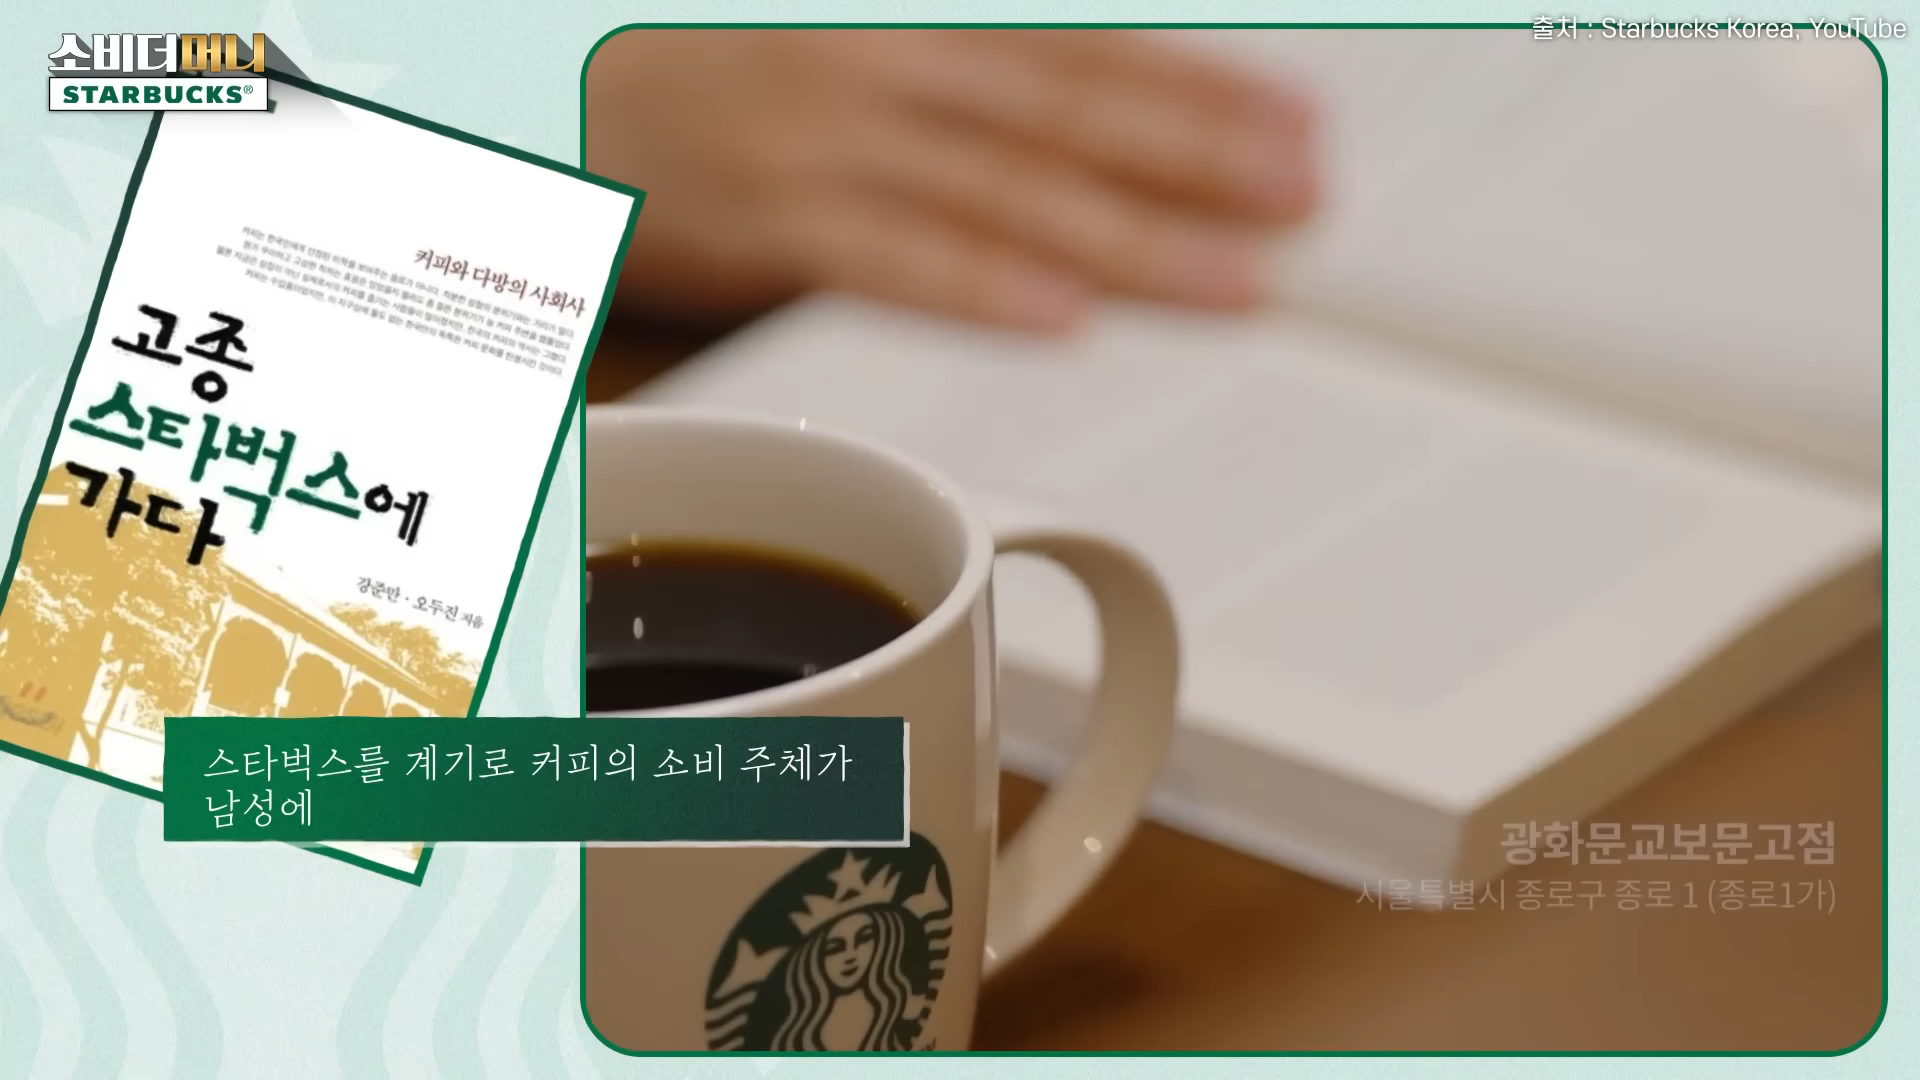 소비더머니
STARBUCKS®
출처 : Starbucks Korea, YouTube
커피와 다방의 사회사
고종
스타벅스에
가다
강준만 · 오두진 지음
스타벅스를 계기로 커피의 소비 주체가
남성에
광화문교보문고점
서울특별시 종로구 종로 1 (종로1가)